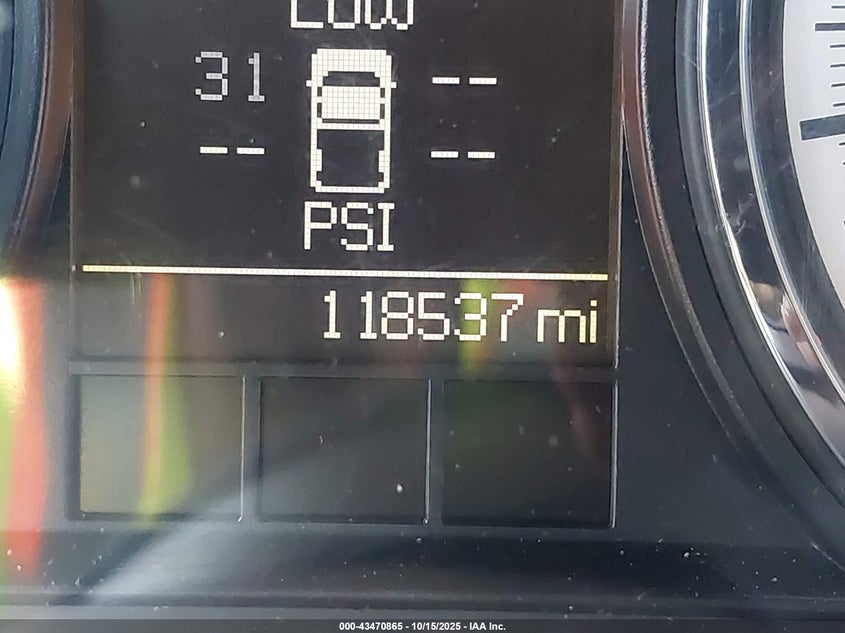 LOW
31 --
-- --
PSI
118537 mi
000-43470865 - 10/15/2025 - IAA Inc.